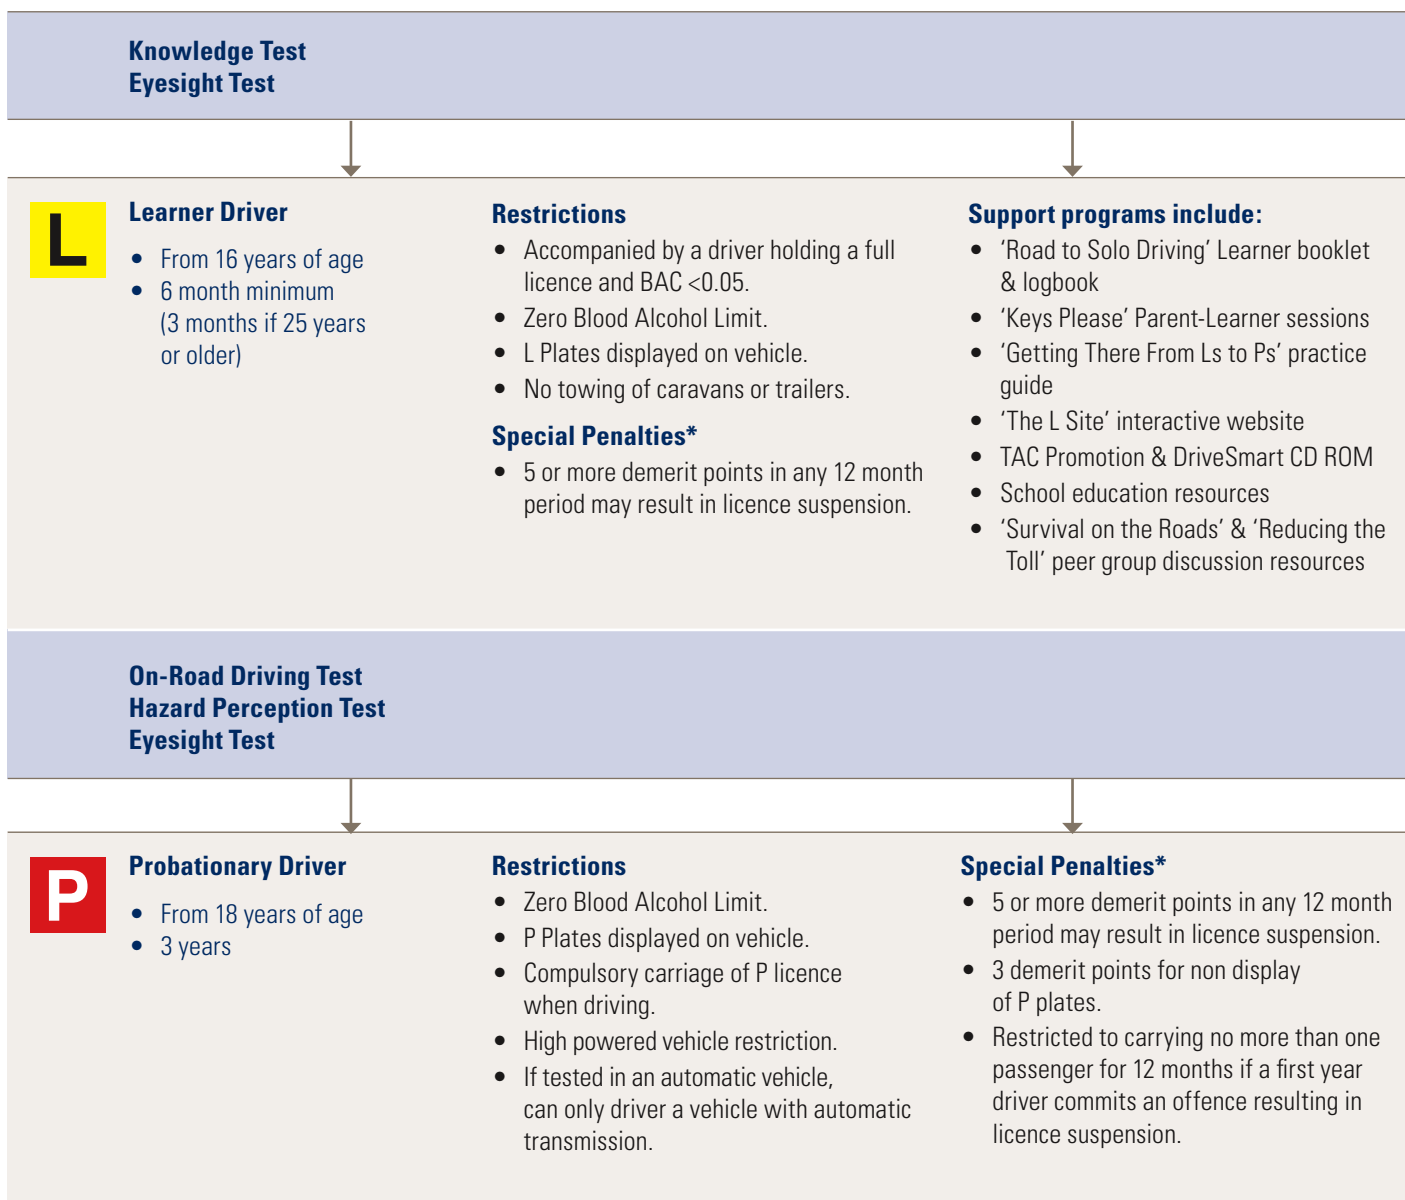 Knowledge Test
Eyesight Test
L
Learner Driver
• From 16 years of age
• 6 month minimum
(3 months if 25 years
or older)
Restrictions
• Accompanied by a driver holding a full
licence and BAC <0.05.
• Zero Blood Alcohol Limit.
• L Plates displayed on vehicle.
• No towing of caravans or trailers.
Special Penalties*
• 5 or more demerit points in any 12 month
period may result in licence suspension.
Support programs include:
• ‘Road to Solo Driving’ Learner booklet
& logbook
• ‘Keys Please’ Parent-Learner sessions
• ‘Getting There From Ls to Ps’ practice
guide
• ‘The L Site’ interactive website
• TAC Promotion & DriveSmart CD ROM
• School education resources
• ‘Survival on the Roads’ & ‘Reducing the
Toll’ peer group discussion resources
On-Road Driving Test
Hazard Perception Test
Eyesight Test
P
Probationary Driver
• From 18 years of age
• 3 years
Restrictions
• Zero Blood Alcohol Limit.
• P Plates displayed on vehicle.
• Compulsory carriage of P licence
when driving.
• High powered vehicle restriction.
• If tested in an automatic vehicle,
can only driver a vehicle with automatic
transmission.
Special Penalties*
• 5 or more demerit points in any 12 month
period may result in licence suspension.
• 3 demerit points for non display
of P plates.
• Restricted to carrying no more than one
passenger for 12 months if a first year
driver commits an offence resulting in
licence suspension.